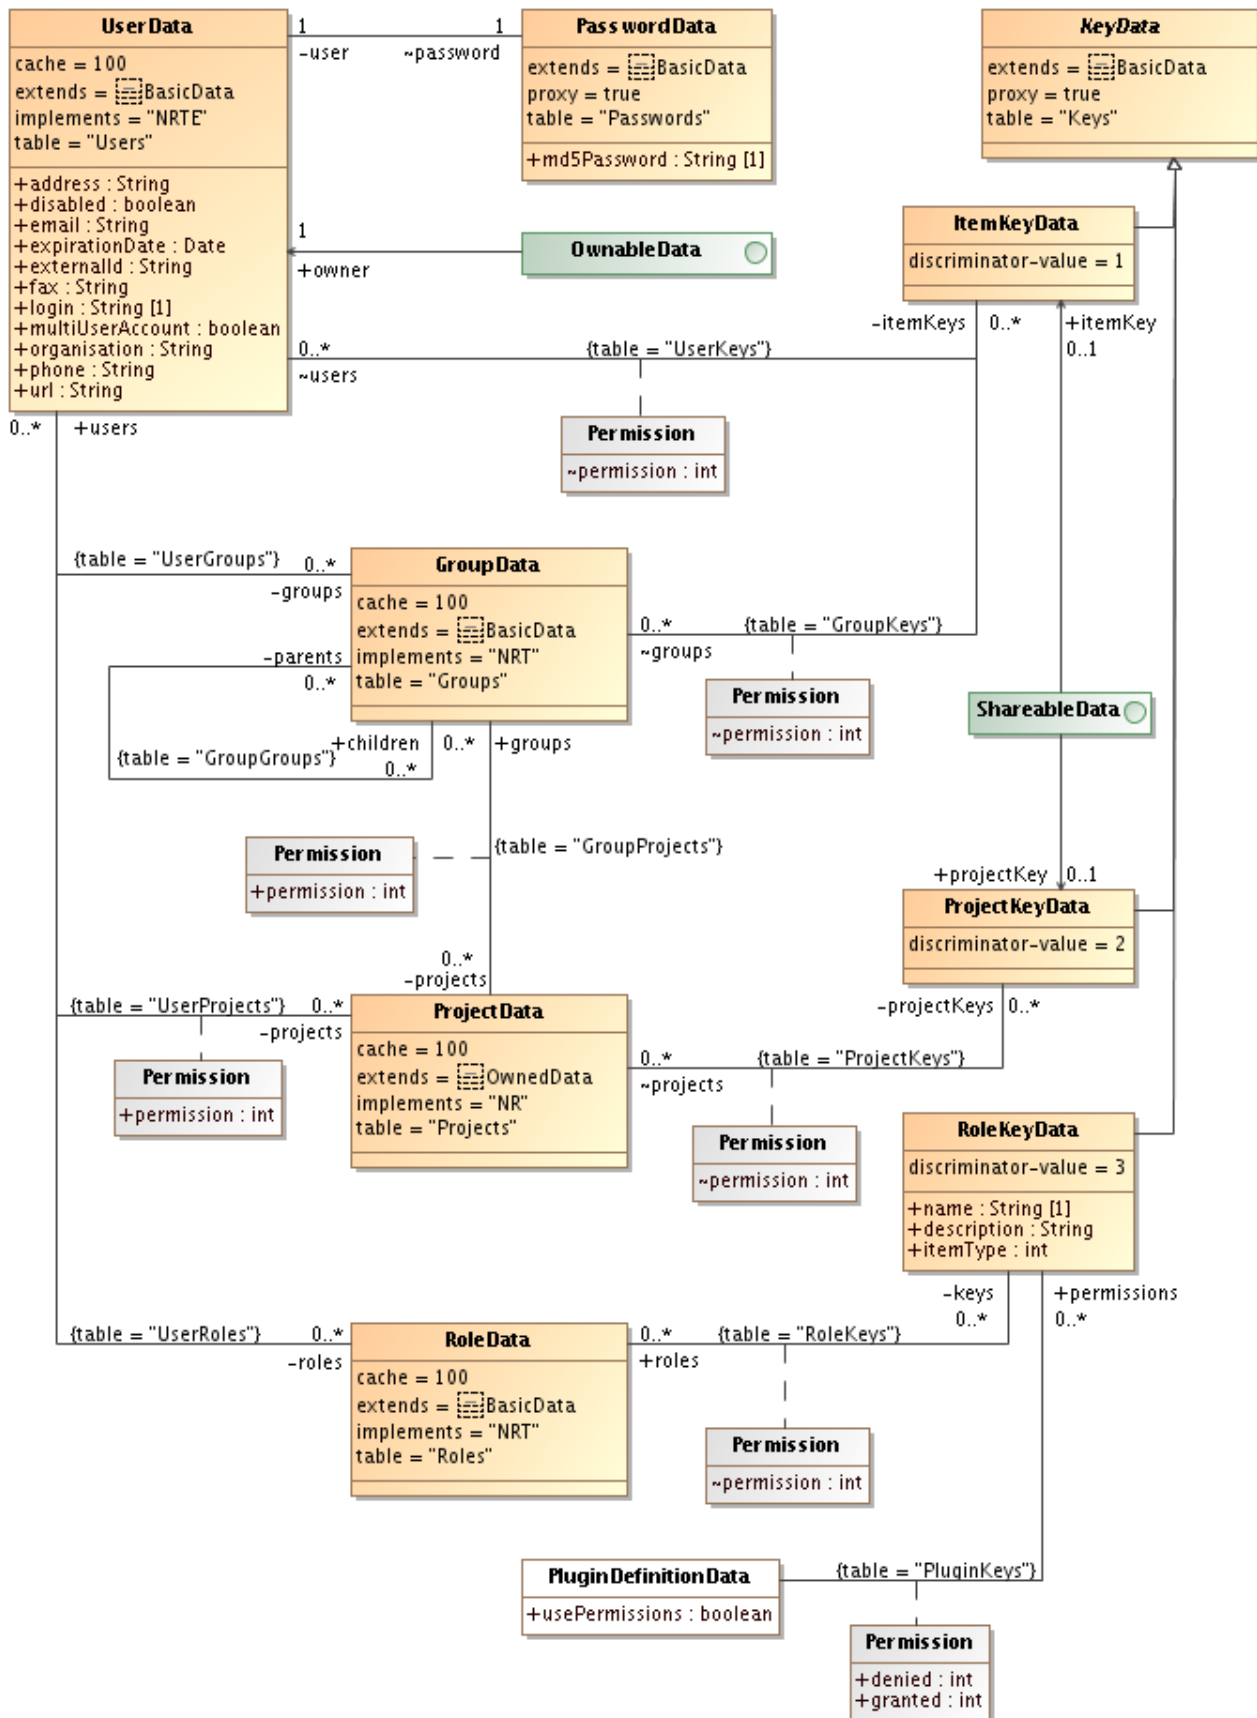 UserData
cache = 100
extends = BasicData
implements = "NRTE"
table = "Users"
+address : String
+disabled : boolean
+email : String
+expirationDate : Date
+externalId : String
+fax : String
+login : String [1]
+multiUserAccount : boolean
+organisation : String
+phone : String
+url : String
1
-user
1
~password
PasswordData
extends = BasicData
proxy = true
table = "Passwords"
+md5Password : String [1]
KeyData
extends = BasicData
proxy = true
table = "Keys"
1
+owner
OwnableData
ItemKeyData
discriminator-value = 1
-itemKeys
0..*
+itemKey
0..1
0..*
~users
{table = "UserKeys"}
Permission
~permission : int
0..*
+users
{table = "UserGroups"}
0..*
-groups
GroupData
cache = 100
extends = BasicData
implements = "NRT"
table = "Groups"
0..*
~groups
{table = "GroupKeys"}
Permission
~permission : int
-parents
0..*
+children
0..*
{table = "GroupGroups"}
0..*
+groups
ShareableData
{table = "GroupProjects"}
Permission
+permission : int
+projectKey
0..1
ProjectKeyData
discriminator-value = 2
0..*
-projects
-projectKeys
0..*
{table = "UserProjects"}
0..*
-projects
Permission
+permission : int
ProjectData
cache = 100
extends = OwnedData
implements = "NR"
table = "Projects"
0..*
~projects
{table = "ProjectKeys"}
Permission
~permission : int
RoleKeyData
discriminator-value = 3
+name : String [1]
+description : String
+itemType : int
-keys
0..*
+permissions
0..*
{table = "UserRoles"}
0..*
-roles
RoleData
cache = 100
extends = BasicData
implements = "NRT"
table = "Roles"
0..*
+roles
{table = "RoleKeys"}
Permission
~permission : int
PluginDefinitionData
+usePermissions : boolean
{table = "PluginKeys"}
Permission
+denied : int
+granted : int